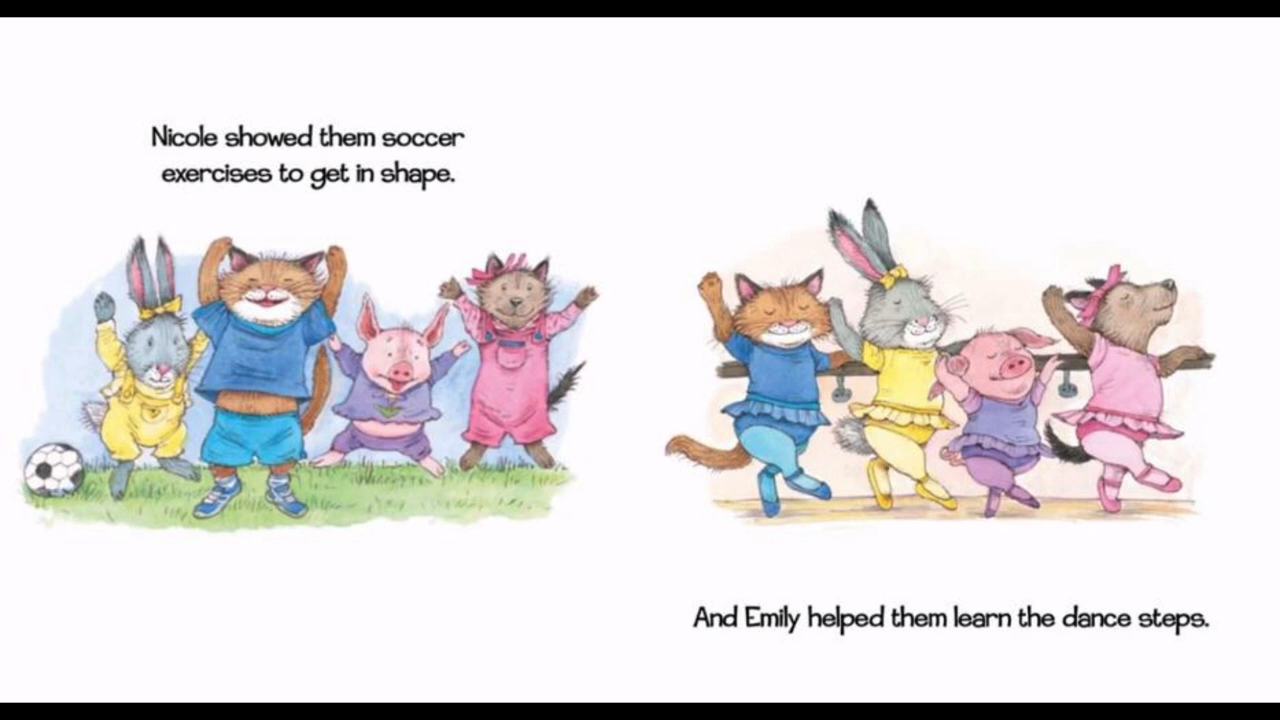 Nicole showed them soccer
exercises to get in shape.
And Emily helped them learn the dance steps.